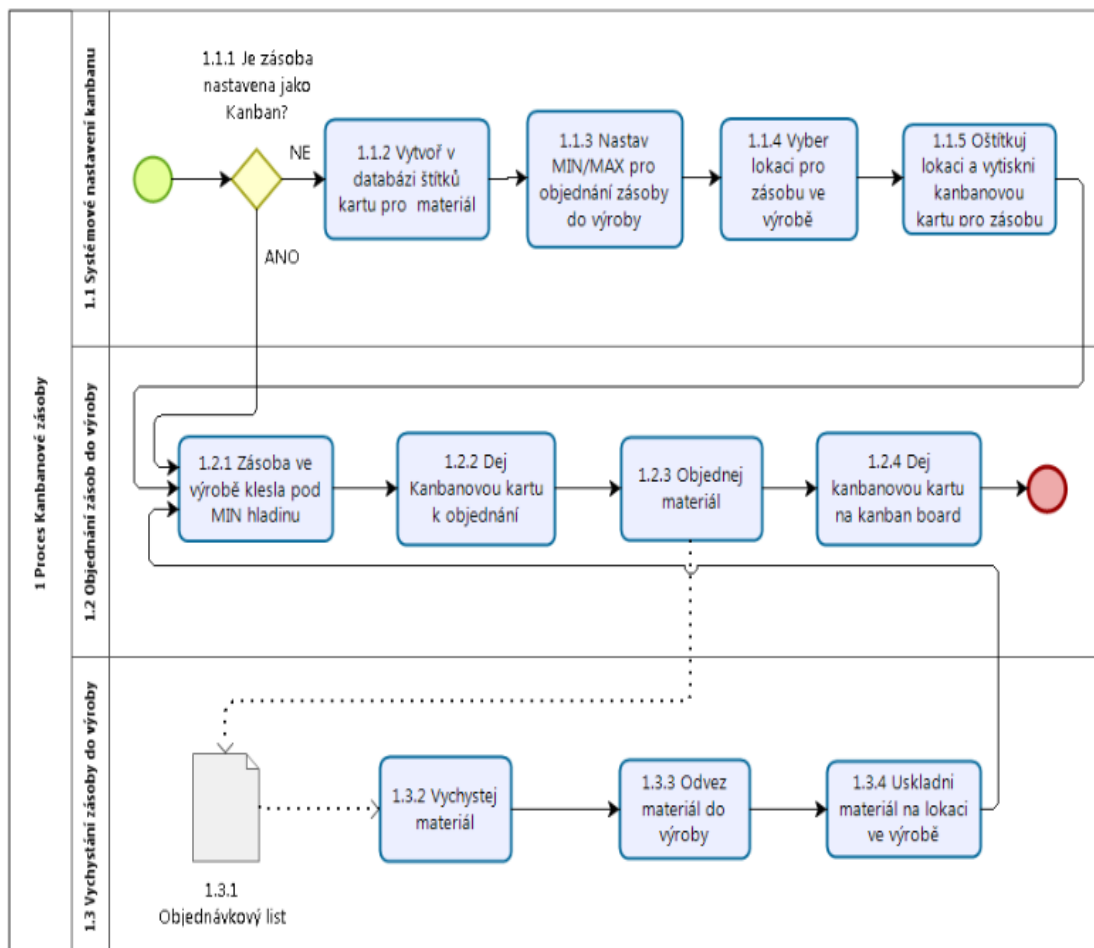 1 Proces Kanbanové zásoby
1.1 Systémové nastavení kanbanu
1.1.1 Je zásoba
nastavena jako
Kanban?
NE
ANO
1.1.2 Vytvoř v
databázi štítků
kartu pro materiál
1.1.3 Nastav
MIN/MAX pro
objednání zásoby
do výroby
1.1.4 Vyber
lokaci pro
zásobu ve
výrobě
1.1.5 Oštítkuj
lokaci a vytiskni
kanbanovou
kartu pro zásobu
1.2 Objednání zásob do výroby
1.2.1 Zásoba ve
výrobě klesla pod
MIN hladinu
1.2.2 Dej
Kanbanovou kartu
k objednání
1.2.3 Objednej
materiál
1.2.4 Dej
kanbanovou kartu
na kanban board
1.3 Vychystání zásoby do výroby
1.3.1
Objednávkový list
1.3.2 Vychystej
materiál
1.3.3 Odvez
materiál do
výroby
1.3.4 Uskladni
materiál na lokaci
ve výrobě